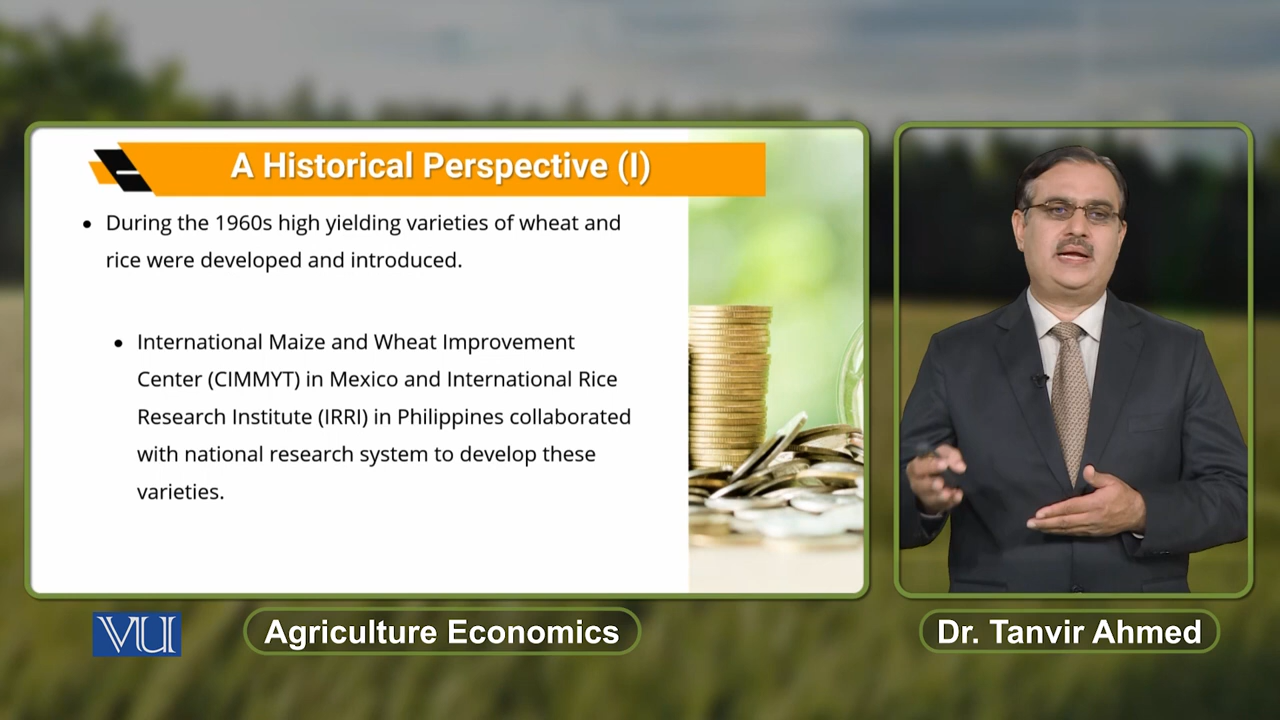 A Historical Perspective (I)
• During the 1960s high yielding varieties of wheat and
rice were developed and introduced.
• International Maize and Wheat Improvement
Center (CIMMYT) in Mexico and International Rice
Research Institute (IRRI) in Philippines collaborated
with national research system to develop these
varieties.
VU
Agriculture Economics
Dr. Tanvir Ahmed